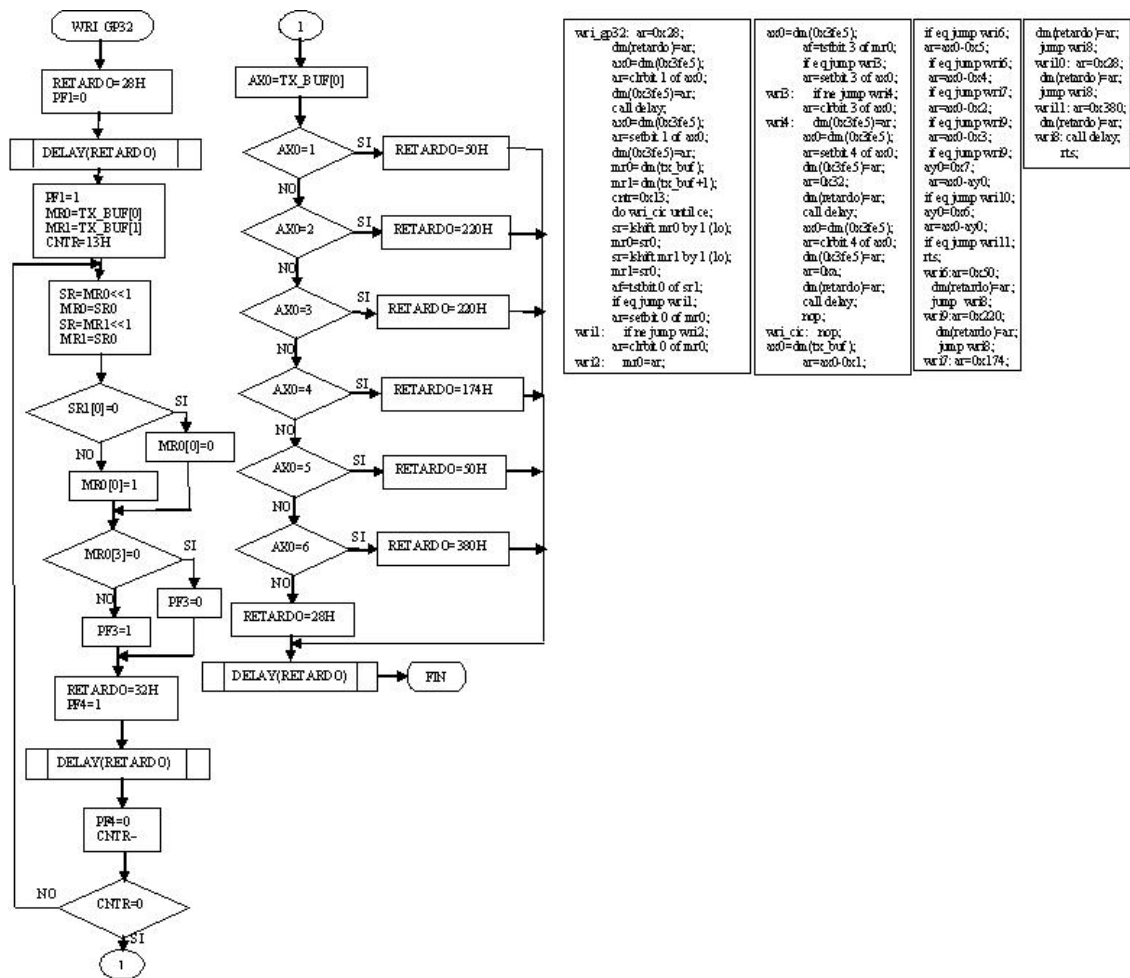 WRI GP32
RETARDO=28H
PF1=0
DELAY(RETARDO)
PF1=1
MR0=TX_BUF[0]
MR1=TX_BUF[1]
CNTR=13H
SR=MR0<<1
MR0=SR0
SR=MR1<<1
MR1=SR0
SR1[0]=0
SI
NO
MR0[0]=0
MR0[0]=1
MR0[3]=0
SI
NO
PF3=0
PF3=1
RETARDO=32H
PF4=1
DELAY(RETARDO)
PF4=0
CNTR-
NO
CNTR=0
SI
1
1
AX0=TX_BUF[0]
AX0=1
SI
RETARDO=50H
NO
AX0=2
SI
RETARDO=220H
NO
AX0=3
SI
RETARDO=220H
NO
AX0=4
SI
RETARDO=174H
NO
AX0=5
SI
RETARDO=50H
NO
AX0=6
SI
RETARDO=380H
NO
RETARDO=28H
DELAY(RETARDO)
FIN
wri_gp32: ar=0x28;
dm(retardo)=ar;
ax0=dm(0x3fe5);
ar=clrbit 1 of ax0;
dm(0x3fe5)=ar;
call delay;
ax0=dm(0x3fe5);
ar=setbit 1 of ax0;
dm(0x3fe5)=ar;
mr0=dm(tx_buf);
mr1=dm(tx_buf+1);
cntr=0x13;
do wri_cic until ce;
sr=lshift mr0 by 1 (lo);
mr0=sr0;
sr=lshift mr1 by 1 (lo);
mr1=sr0;
af=tstbit 0 of sr1;
if eq jump wri1;
ar=setbit 0 of mr0;
wri1: if ne jump wri2;
ar=clrbit 0 of mr0;
wri2: mr0=ar;
ax0=dm(0x3fe5);
af=tstbit 3 of mr0;
if eq jump wri3;
ar=setbit 3 of ax0;
wri3: if ne jump wri4;
ar=clrbit 3 of ax0;
wri4: dm(0x3fe5)=ar;
ax0=dm(0x3fe5);
ar=setbit 4 of ax0;
dm(0x3fe5)=ar;
ar=0x32;
dm(retardo)=ar;
call delay;
ax0=dm(0x3fe5);
ar=clrbit 4 of ax0;
dm(0x3fe5)=ar;
ar=0xa;
dm(retardo)=ar;
call delay;
nop;
wri_cic: nop;
ax0=dm(tx_buf);
ar=ax0-0x1;
if eq jump wri6;
ar=ax0-0x5;
if eq jump wri6;
ar=ax0-0x4;
if eq jump wri7;
ar=ax0-0x2;
if eq jump wri9;
ar=ax0-0x3;
if eq jump wri9;
ay0=0x7;
ar=ax0-ay0;
if eq jump wri10;
ay0=0x6;
ar=ax0-ay0;
if eq jump wri11;
rts;
wri6:ar=0x50;
dm(retardo)=ar;
jump wri8;
wri9:ar=0x220;
dm(retardo)=ar;
jump wri8;
wri7: ar=0x174;
dm(retardo)=ar;
jump wri8;
wri10: ar=0x28;
dm(retardo)=ar;
jump wri8;
wri11: ar=0x380;
dm(retardo)=ar;
wri8: call delay;
rts;